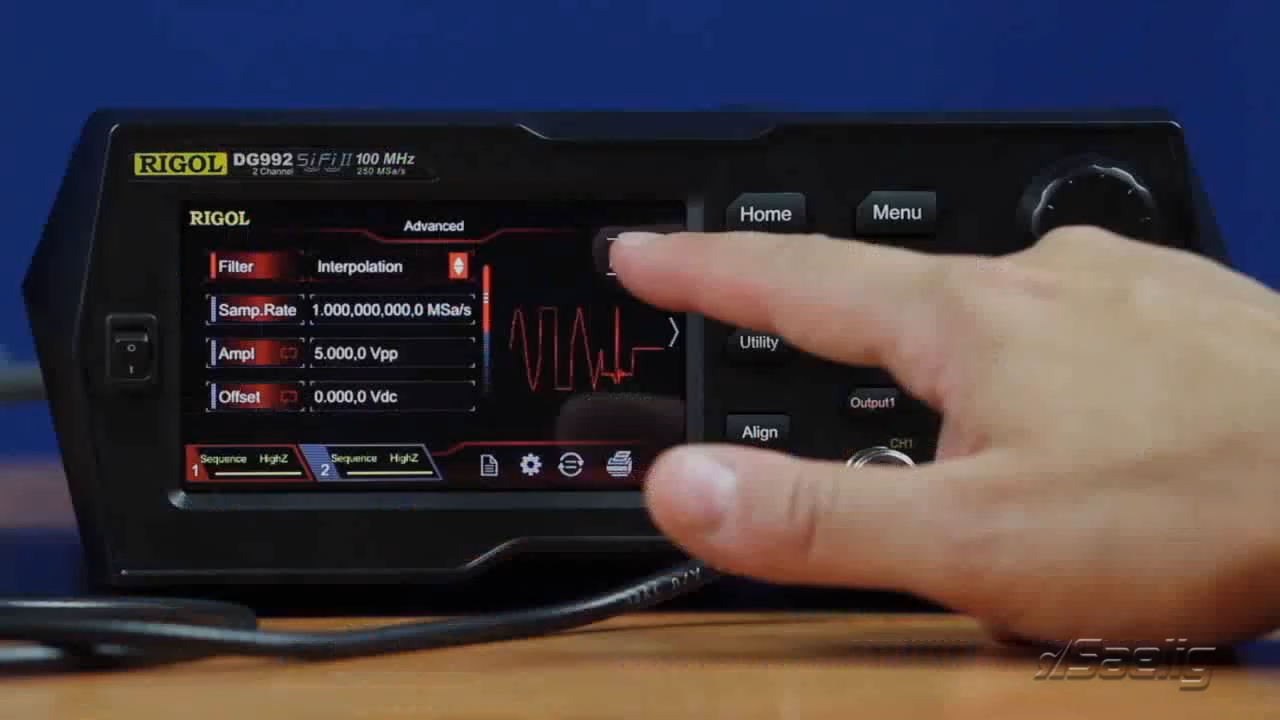 RIGOL DG992 SiFi II 100 MHz
2 Channel 250 MSa/s
RIGOL
Advanced
Home
Menu
Filter Interpolation
Samp.Rate 1.000,000,000,0 MSa/s
Ampl 5.000,0 Vpp
Offset 0.000,0 Vdc
Utility
Output1
Align
CH1
1 Sequence HighZ
2 Sequence HighZ
Saelig